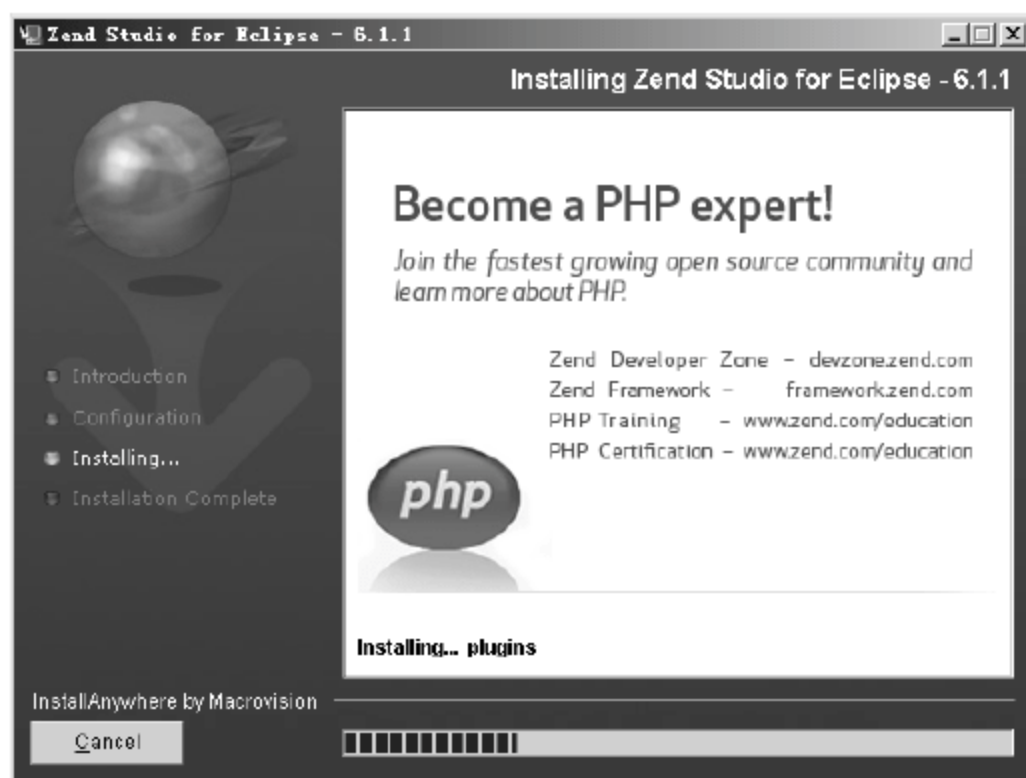 Zend Studio for Eclipse - 6.1.1
Installing Zend Studio for Eclipse - 6.1.1
Become a PHP expert!
Join the fastest growing open source community and
learn more about PHP.
Zend Developer Zone - devzone.zend.com
Zend Framework - framework.zend.com
PHP Training - www.zend.com/education
PHP Certification - www.zend.com/education
php
Introduction
Configuration
Installing...
Installation Complete
Installing... plugins
InstallAnywhere by Macrovision
Cancel